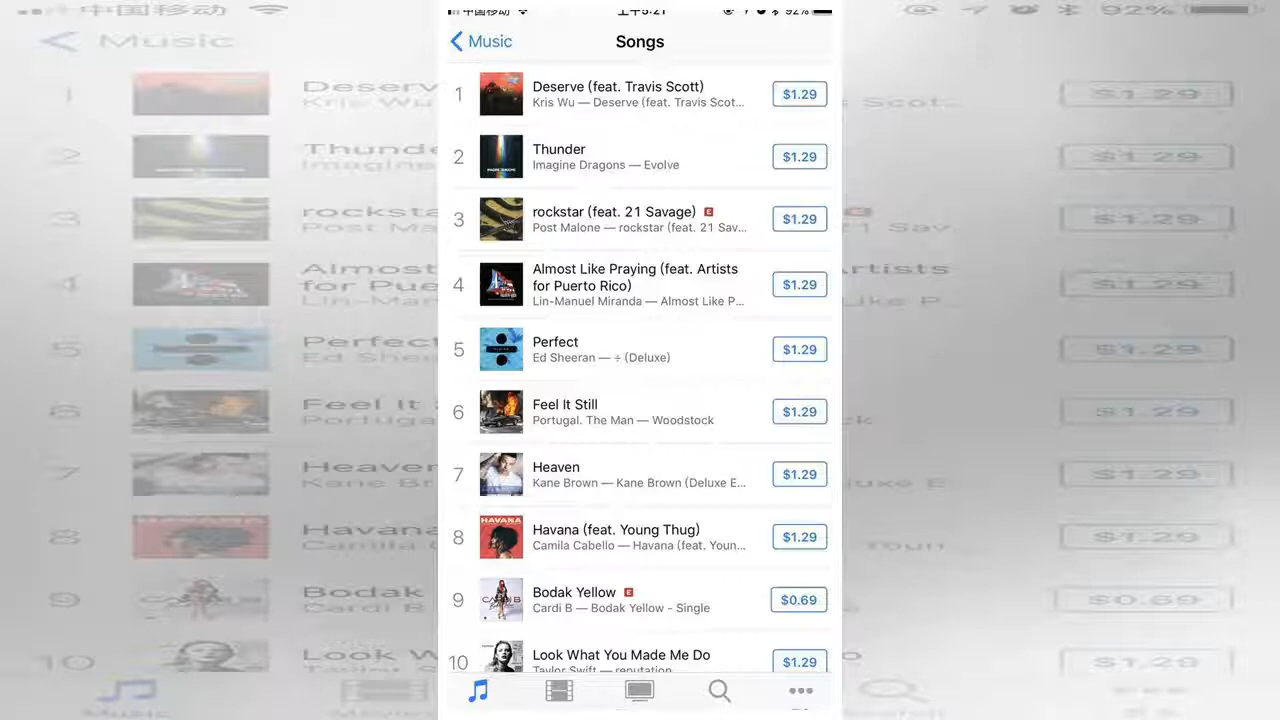 中国移动 上午5:21 92%
Music Songs
1 Deserve (feat. Travis Scott) $1.29
Kris Wu — Deserve (feat. Travis Scot...
2 Thunder $1.29
Imagine Dragons — Evolve
3 rockstar (feat. 21 Savage) E $1.29
Post Malone — rockstar (feat. 21 Sav...
4 Almost Like Praying (feat. Artists
for Puerto Rico) $1.29
Lin-Manuel Miranda — Almost Like P...
5 Perfect $1.29
Ed Sheeran — ÷ (Deluxe)
6 Feel It Still $1.29
Portugal. The Man — Woodstock
7 Heaven $1.29
Kane Brown — Kane Brown (Deluxe E...
8 HAVANA Havana (feat. Young Thug) $1.29
Camila Cabello — Havana (feat. Youn...
9 CARDI B Bodak Yellow E $0.69
Cardi B — Bodak Yellow - Single
10 Look What You Made Me Do $1.29
Taylor Swift — reputation